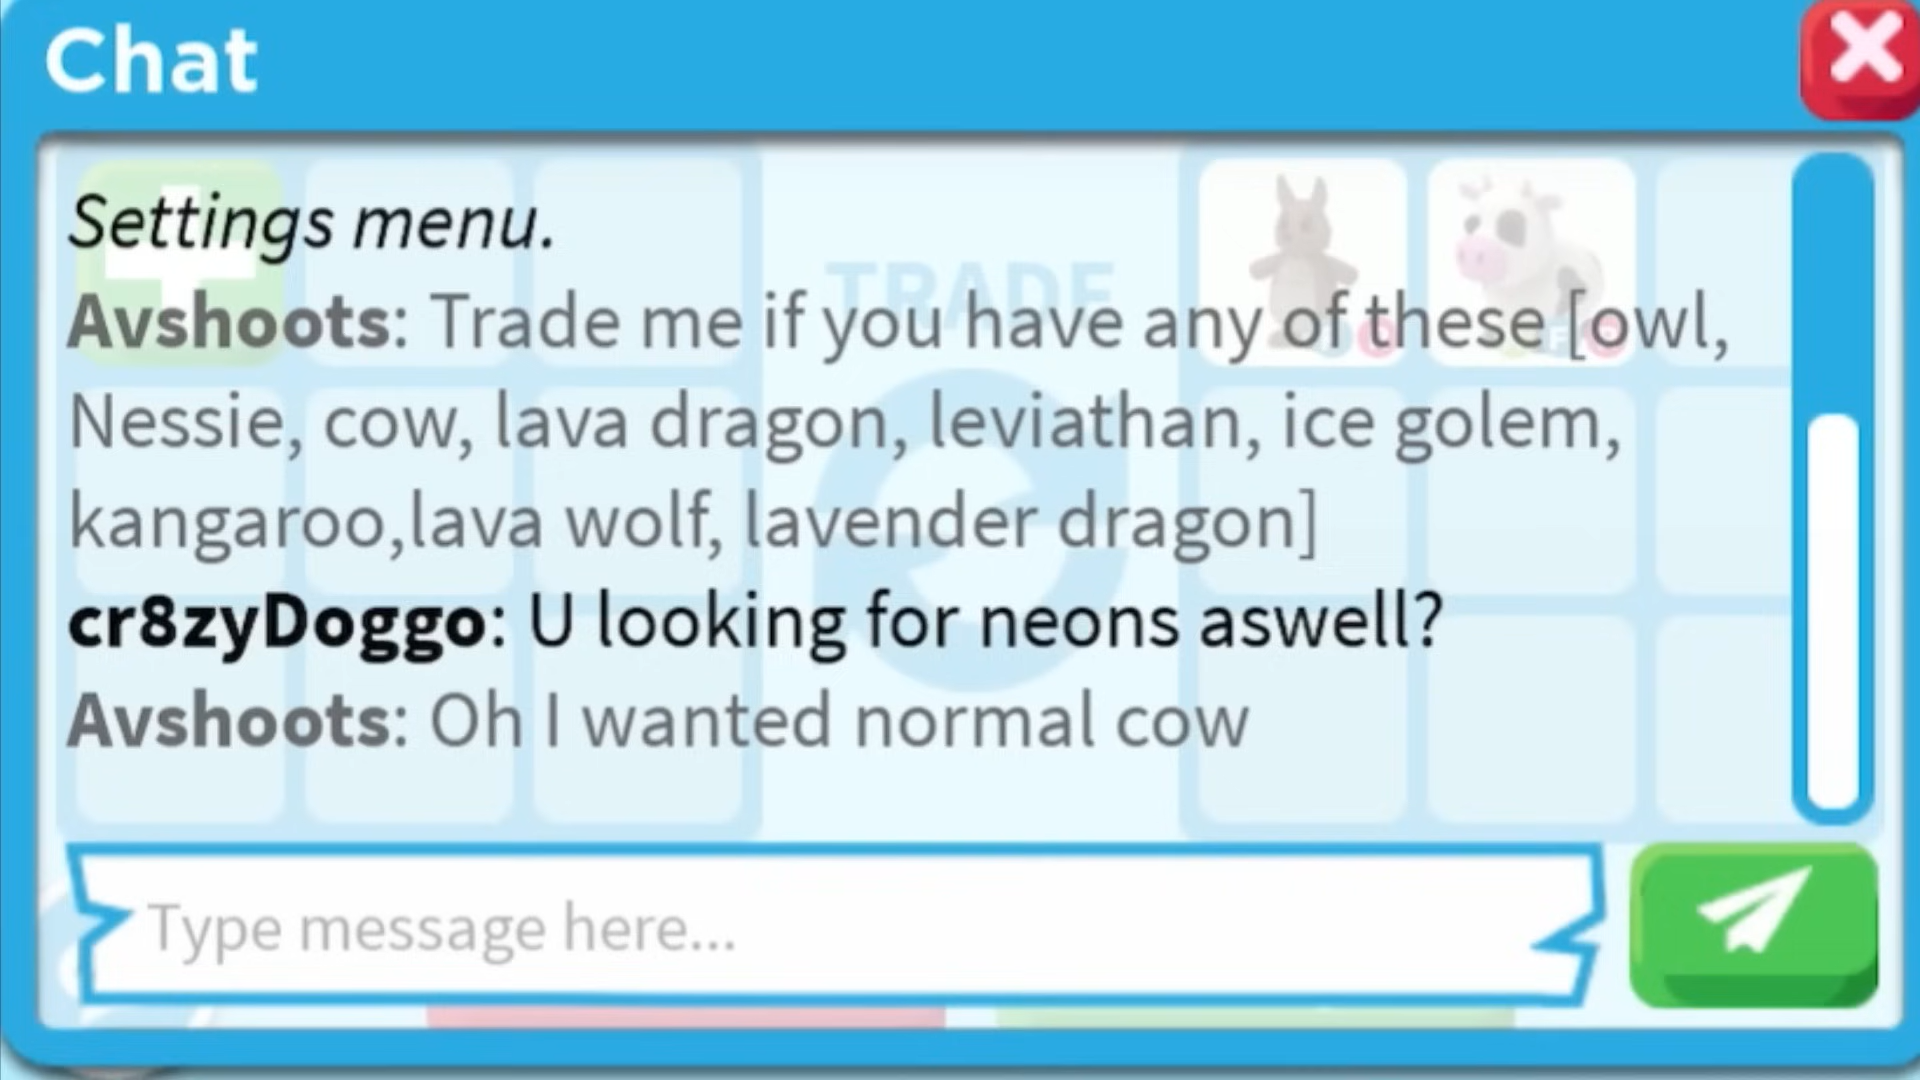 Chat
TRADE
Settings menu.
Avshoots: Trade me if you have any of these [owl,
Nessie, cow, lava dragon, leviathan, ice golem,
kangaroo,lava wolf, lavender dragon]
cr8zyDoggo: U looking for neons aswell?
Avshoots: Oh I wanted normal cow
Type message here...